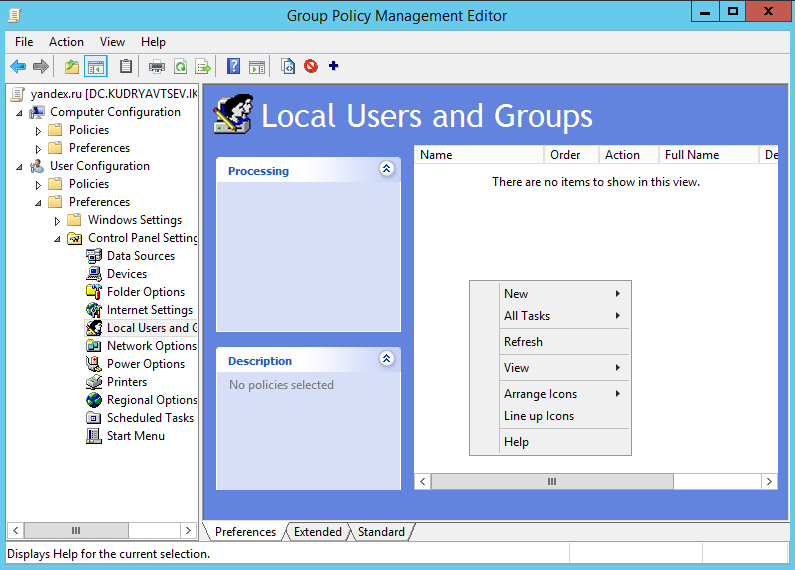 Group Policy Management Editor
File Action View Help
yandex.ru [DC.KUDRYAVTSEV.IK
Computer Configuration
Policies
Preferences
User Configuration
Policies
Preferences
Windows Settings
Control Panel Setting
Data Sources
Devices
Folder Options
Internet Settings
Local Users and G
Network Options
Power Options
Printers
Regional Options
Scheduled Tasks
Start Menu
Local Users and Groups
Processing
Description
No policies selected
Name Order Action Full Name De
There are no items to show in this view.
New
All Tasks
Refresh
View
Arrange Icons
Line up Icons
Help
Preferences Extended Standard
Displays Help for the current selection.